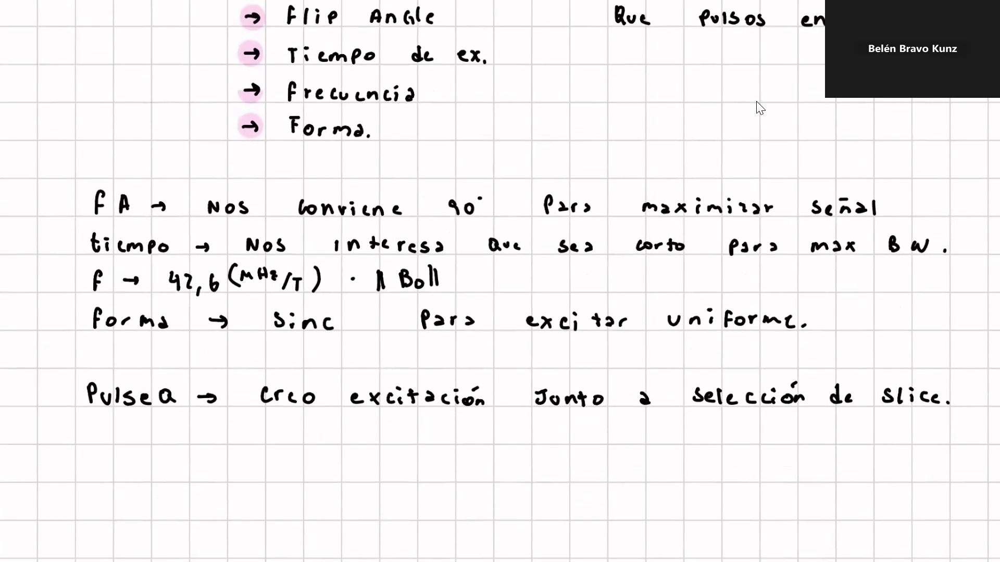 → Flip Angle Que pulsos en
Belén Bravo Kunz
→ Tiempo de ex.
→ frecuencia
→ Forma.
FA → Nos conviene 90° Para maximizar señal
tiempo → Nos interesa que sea corto para max BW.
f → 42,6 (MHz/T) · ||Bo||
forma → Sinc Para excitar uniforme.
PulseQ → Creo excitación Junto a selección de slice.